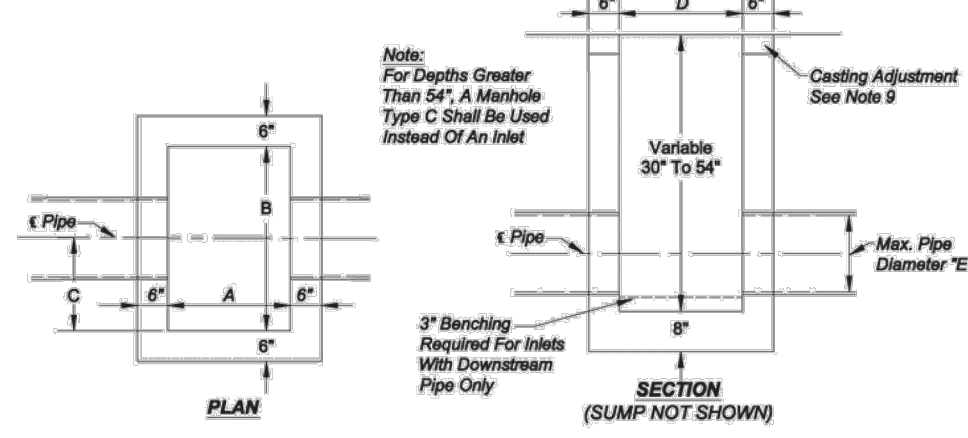 6"
D
6"
Note:
For Depths Greater
Than 54", A Manhole
Type C Shall Be Used
Instead Of An Inlet
Casting Adjustment
See Note 9
6"
Variable
30" To 54"
B
℄ Pipe
℄ Pipe
Max. Pipe
Diameter "E
C
6"
A
6"
3" Benching
Required For Inlets
With Downstream
Pipe Only
8"
6"
PLAN
SECTION
(SUMP NOT SHOWN)